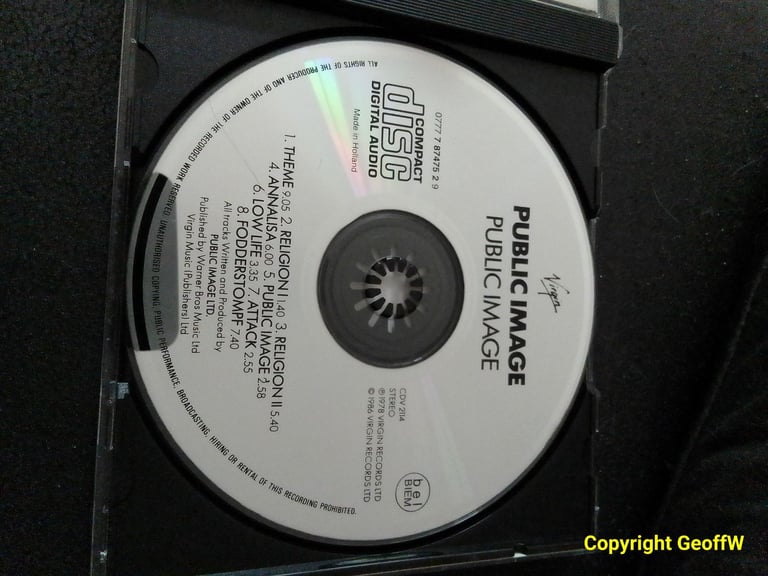 Virgin
PUBLIC IMAGE
PUBLIC IMAGE
0777 7 87475 2 9
COMPACT
disc
DIGITAL AUDIO
Made in Holland
CDV 2114
STEREO
℗ 1978 VIRGIN RECORDS LTD
© 1986 VIRGIN RECORDS LTD
bel
BIEM
1. THEME 9.05 2. RELIGION I 1.40 3. RELIGION II 5.40
4. ANNALISA 6.00 5. PUBLIC IMAGE 2.58
6. LOW LIFE 3.35 7. ATTACK 2.55
8. FODDERSTOMPF 7.40
All tracks Written and Produced by
PUBLIC IMAGE LTD.
Published by Warner Bros Music Ltd
Virgin Music (Publishers) Ltd
ALL RIGHTS OF THE PRODUCER AND OF THE OWNER OF THE RECORDED WORK RESERVED. UNAUTHORISED COPYING, PUBLIC PERFORMANCE, BROADCASTING, HIRING OR RENTAL OF THIS RECORDING PROHIBITED.
Copyright GeoffW